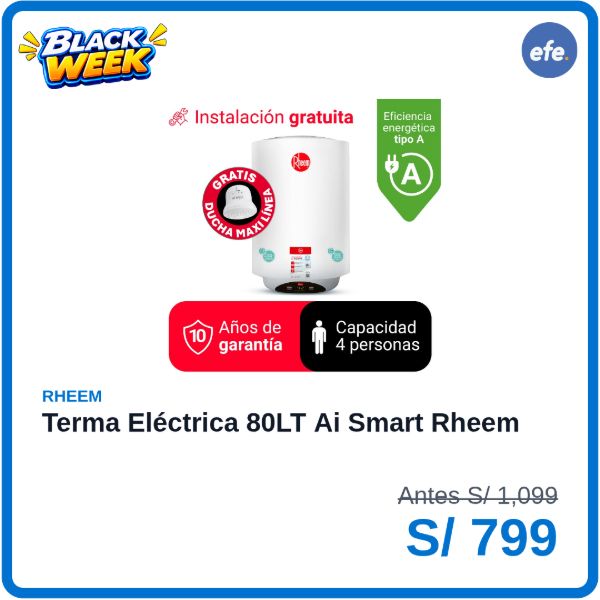 BLACK
WEEK
efe.
Instalación gratuita
Eficiencia
energética
tipo A
A
Rheem
GRATIS
DUCHA MAXI LÍNEA
10
Años de
garantía
Capacidad
4 personas
RHEEM
Terma Eléctrica 80LT Ai Smart Rheem
Antes S/ 1,099
S/ 799